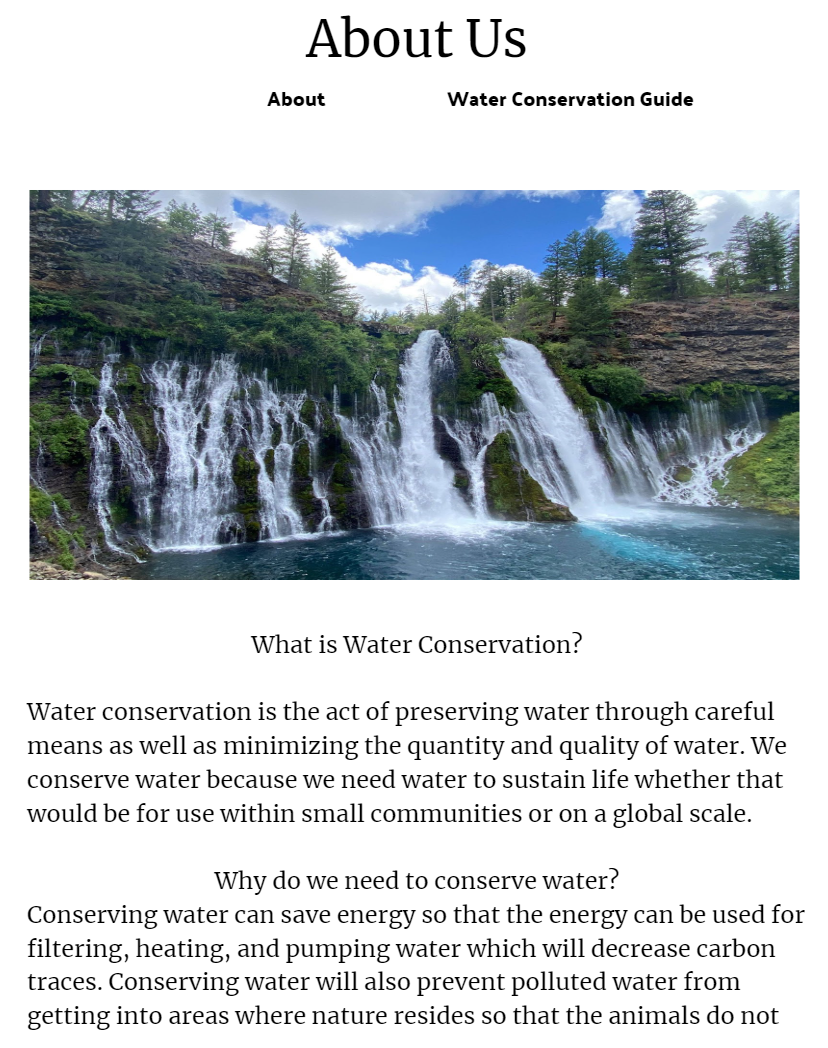 About Us
About
Water Conservation Guide
What is Water Conservation?
Water conservation is the act of preserving water through careful
means as well as minimizing the quantity and quality of water. We
conserve water because we need water to sustain life whether that
would be for use within small communities or on a global scale.
Why do we need to conserve water?
Conserving water can save energy so that the energy can be used for
filtering, heating, and pumping water which will decrease carbon
traces. Conserving water will also prevent polluted water from
getting into areas where nature resides so that the animals do not